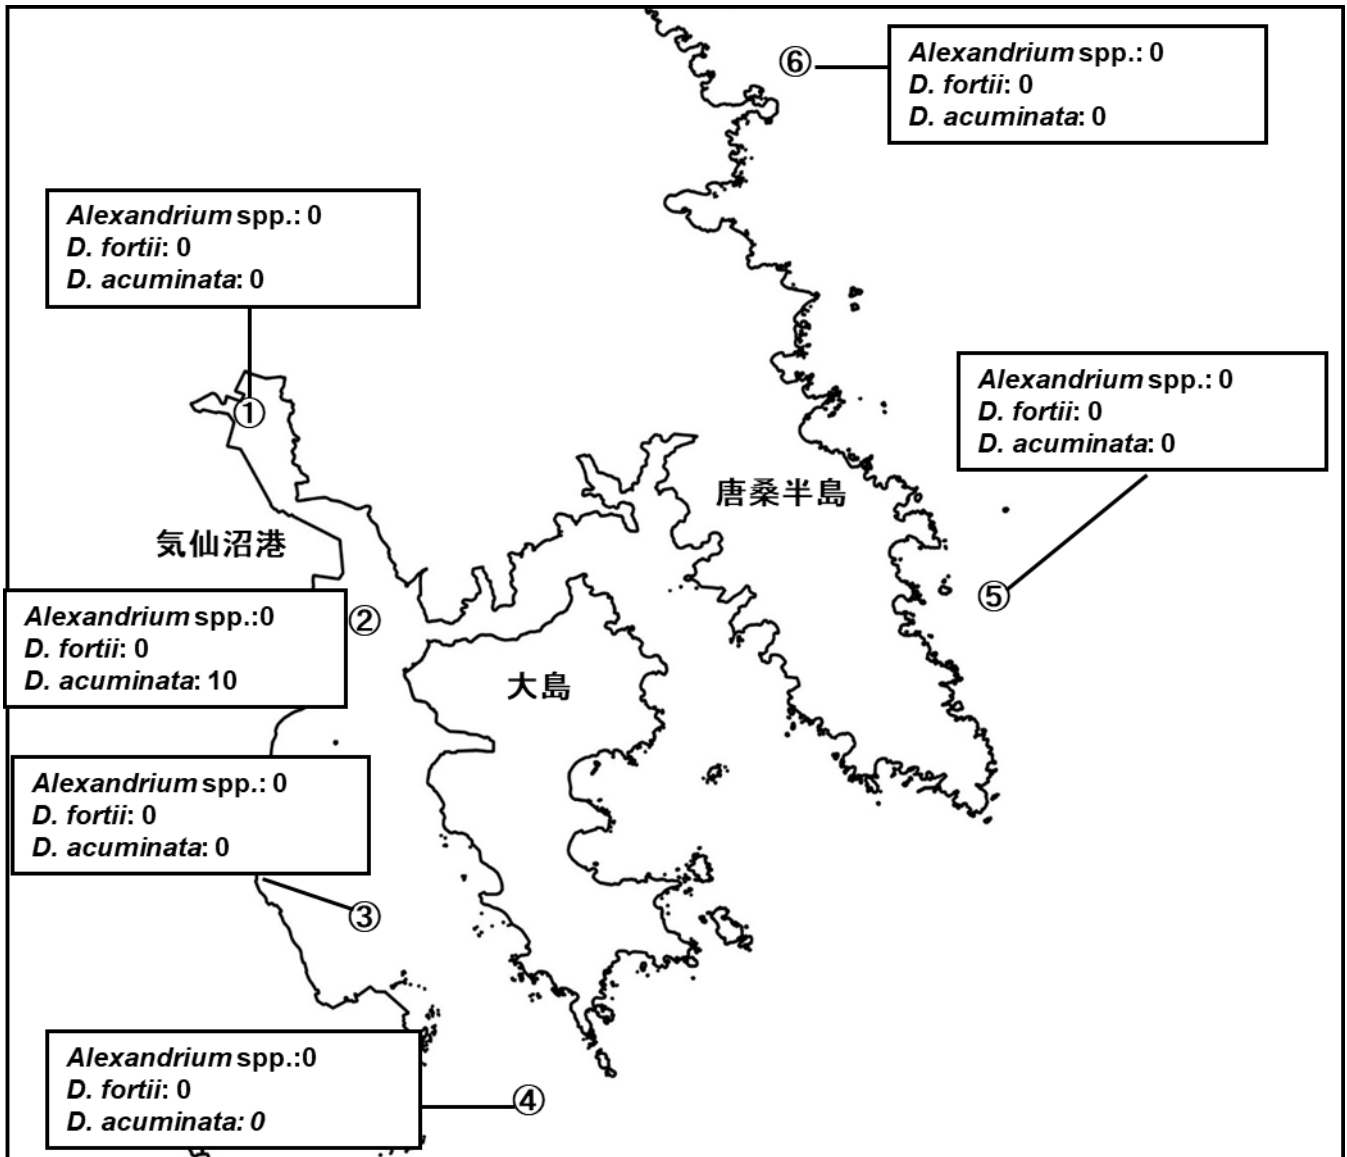 ⑥
Alexandrium spp.: 0
D. fortii: 0
D. acuminata: 0
Alexandrium spp.: 0
D. fortii: 0
D. acuminata: 0
①
Alexandrium spp.: 0
D. fortii: 0
D. acuminata: 0
唐桑半島
気仙沼港
⑤
Alexandrium spp.:0
D. fortii: 0
D. acuminata: 10
②
大島
Alexandrium spp.: 0
D. fortii: 0
D. acuminata: 0
③
Alexandrium spp.:0
D. fortii: 0
D. acuminata: 0
④